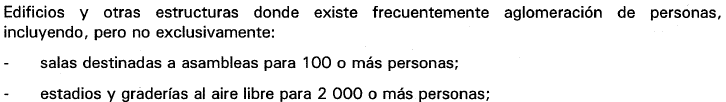 Edificios y otras estructuras donde existe frecuentemente aglomeración de personas,
incluyendo, pero no exclusivamente:
- salas destinadas a asambleas para 100 o más personas;
- estadios y graderías al aire libre para 2 000 o más personas;